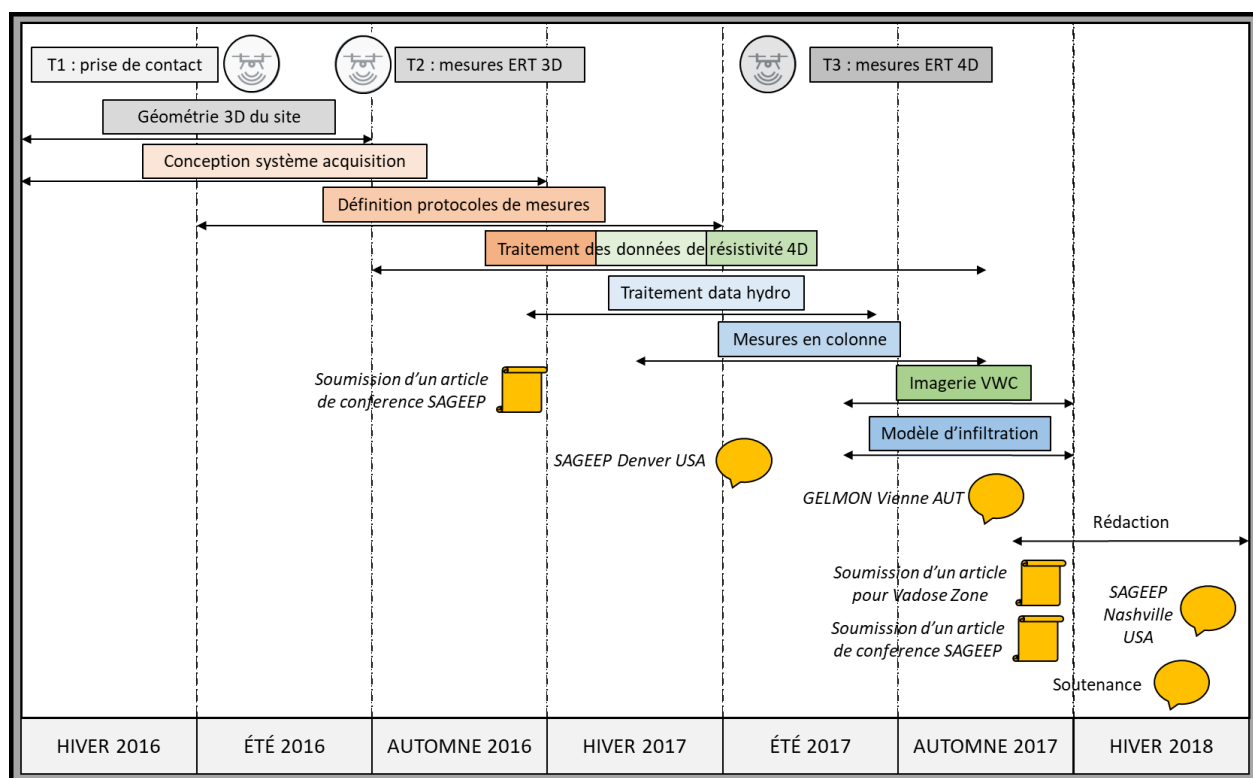 T1 : prise de contact
T2 : mesures ERT 3D
T3 : mesures ERT 4D
Géométrie 3D du site
Conception système acquisition
Définition protocoles de mesures
Traitement des données de résistivité 4D
Traitement data hydro
Mesures en colonne
Soumission d’un article
de conference SAGEEP
Imagerie VWC
Modèle d’infiltration
SAGEEP Denver USA
GELMON Vienne AUT
Rédaction
Soumission d’un article
pour Vadose Zone
SAGEEP
Nashville
USA
Soumission d’un article
de conference SAGEEP
Soutenance
HIVER 2016
ÉTÉ 2016
AUTOMNE 2016
HIVER 2017
ÉTÉ 2017
AUTOMNE 2017
HIVER 2018